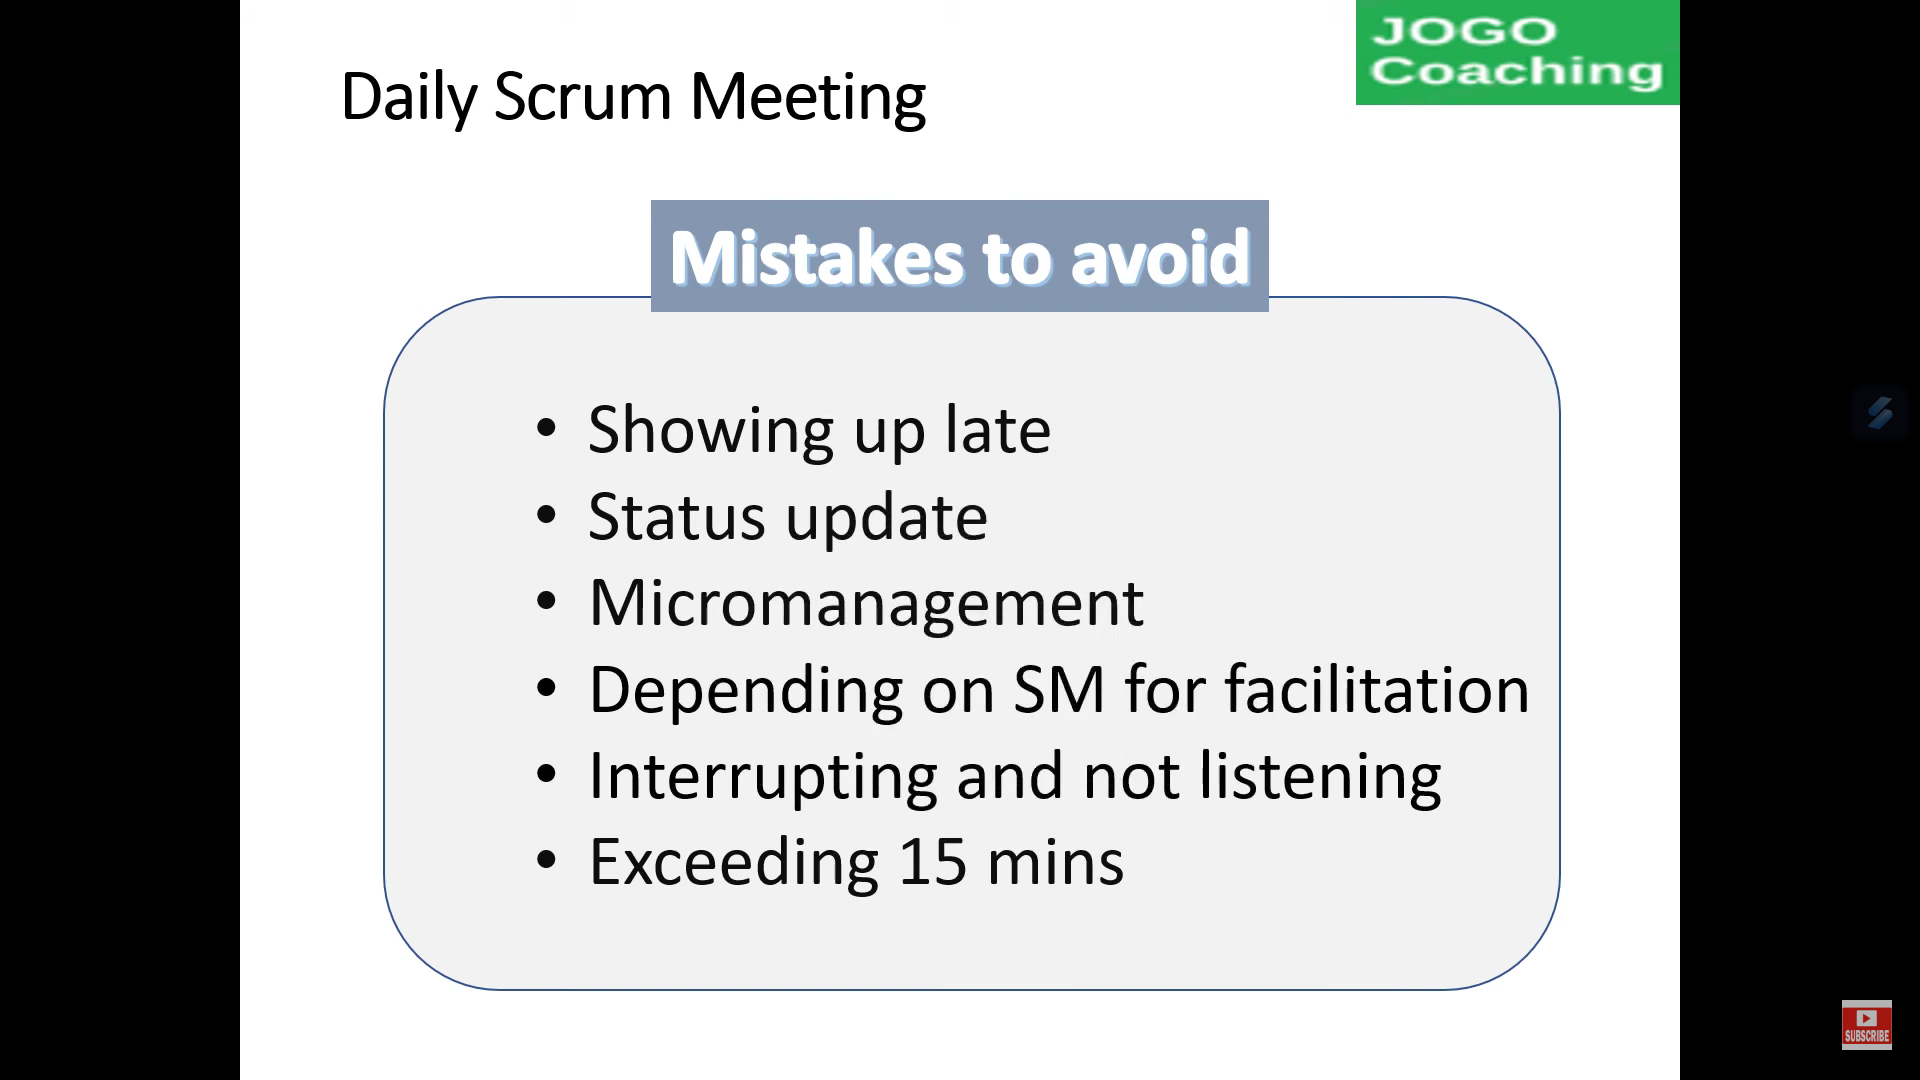 JOGO
Coaching
Daily Scrum Meeting
Mistakes to avoid
• Showing up late
• Status update
• Micromanagement
• Depending on SM for facilitation
• Interrupting and not listening
• Exceeding 15 mins
SUBSCRIBE